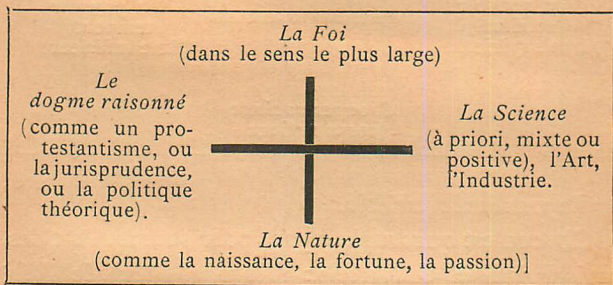 La Foi
(dans le sens le plus large)
Le
dogme raisonné
(comme un pro-
testantisme, ou
la jurisprudence,
ou la politique
théorique).
La Science
(à priori, mixte ou
positive), l'Art,
l'Industrie.
La Nature
(comme la naissance, la fortune, la passion)]